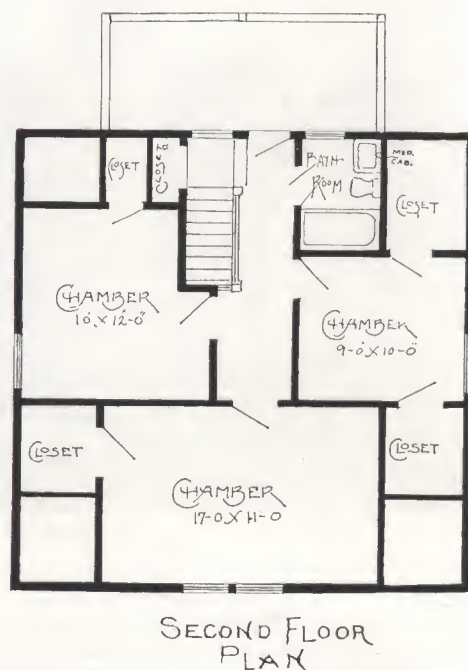 CLOSET
CLOSET
BATH
ROOM
MED.
CAB.
CLOSET
CHAMBER
10' X 12'-0"
CHAMBER
9'-0" X 10'-0"
CLOSET
CLOSET
CHAMBER
17-0 X 11-0
SECOND FLOOR
PLAN